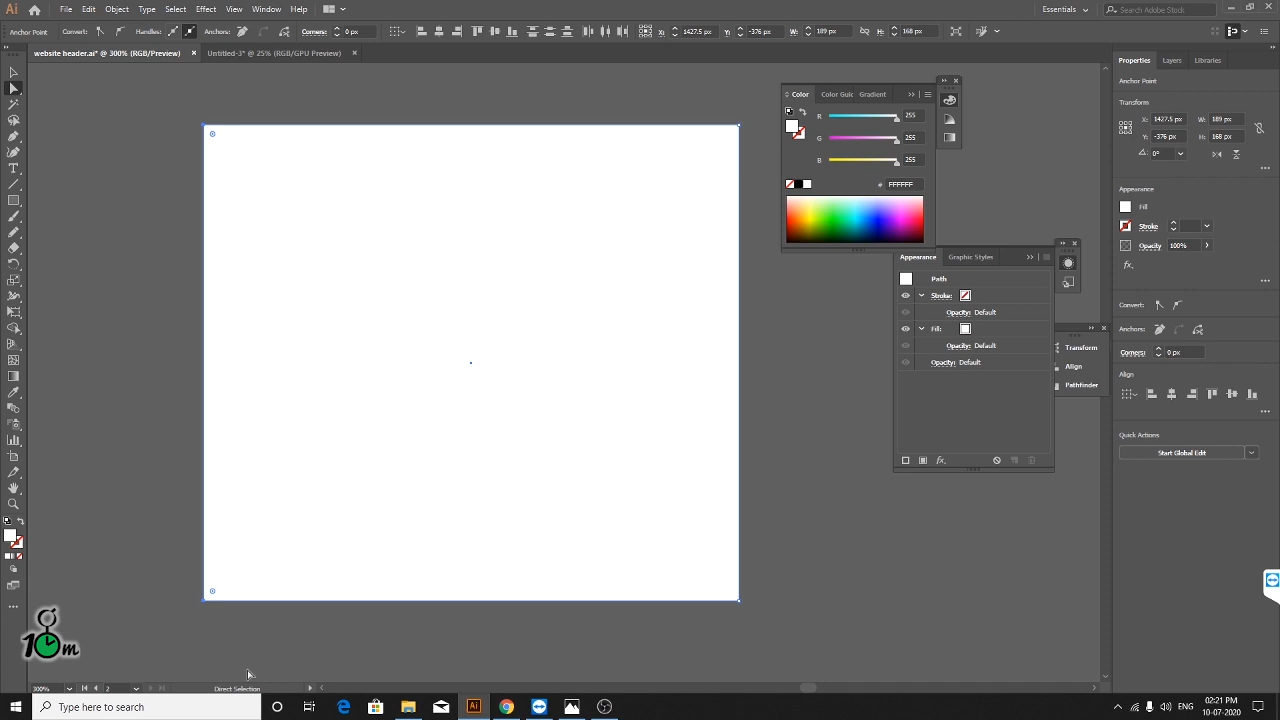 Ai File Edit Object Type Select Effect View Window Help Essentials Search Adobe Stock
Anchor Point Convert: Handles: Anchors: Corners: 0 px X: 1427.5 px Y: -376 px W: 189 px H: 168 px
website header.ai* @ 300% (RGB/Preview) × Untitled-3* @ 25% (RGB/GPU Preview) ×
Properties Layers Libraries
Anchor Point
Transform
X: 1427.5 p W: 189 px
Y: -376 px H: 168 px
0°
Appearance
Fill
Stroke
Opacity 100%
fx.
Convert:
Anchors:
Corners: 0 px
Align
Quick Actions
Start Global Edit
Color Color Guic Gradient
R 255
G 255
B 255
# FFFFFF
Appearance Graphic Styles
Path
Stroke:
Opacity: Default
Fill:
Opacity: Default
Opacity: Default
fx.
Transform
Align
Pathfinder
10m
300% 2 Direct Selection
Type here to search
Ai
ENG
02:21 PM
10-07-2020